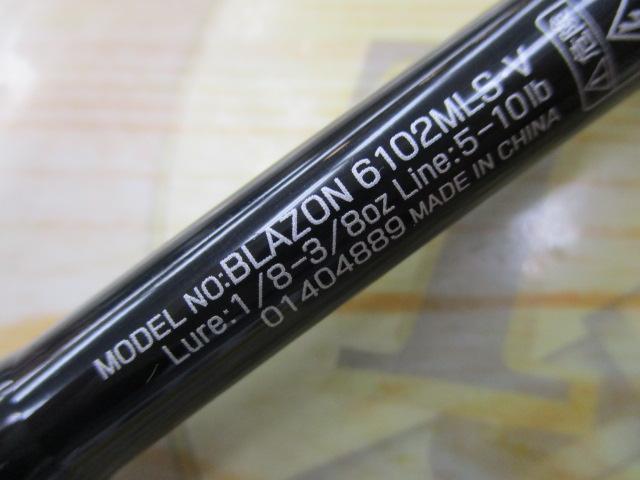 MODEL NO:BLAZON 6102MLS-V
Lure:1/8-3/8oz Line:5-10lb
01404889 MADE IN CHINA